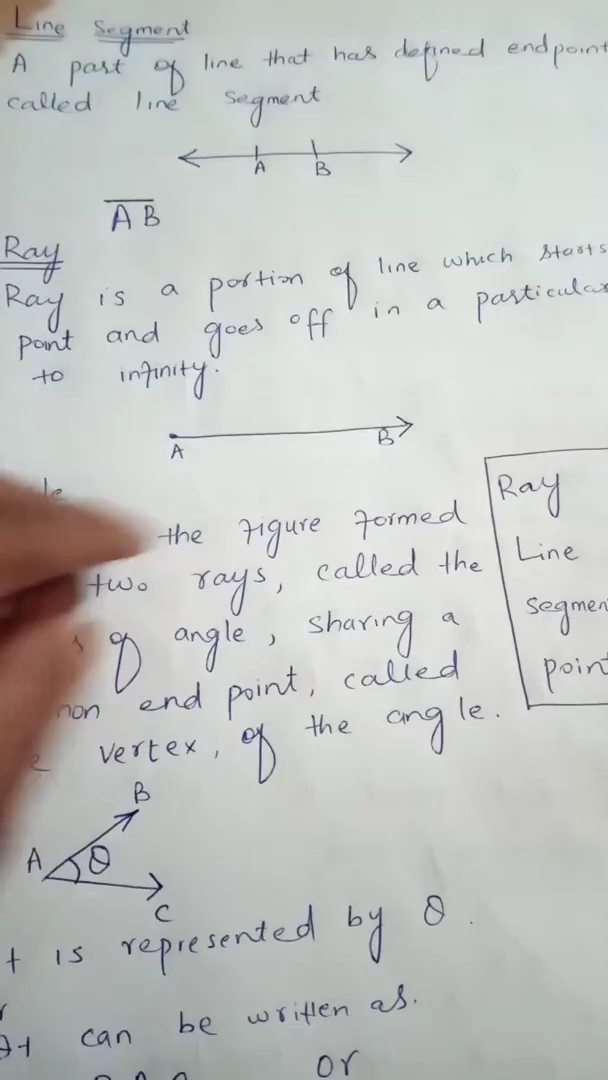 Line Segment
A part of line that has defined endpoint
called line segment
A B
AB
Ray
Ray is a portion of line which starts
point and goes off in a particular
to infinity.
A B
the figure formed
two rays, called the
of angle, sharing a
end point, called
vertex, of the angle.
Ray
Line
segmen
point
B
A θ
C
t is represented by θ.
can be written as.
or